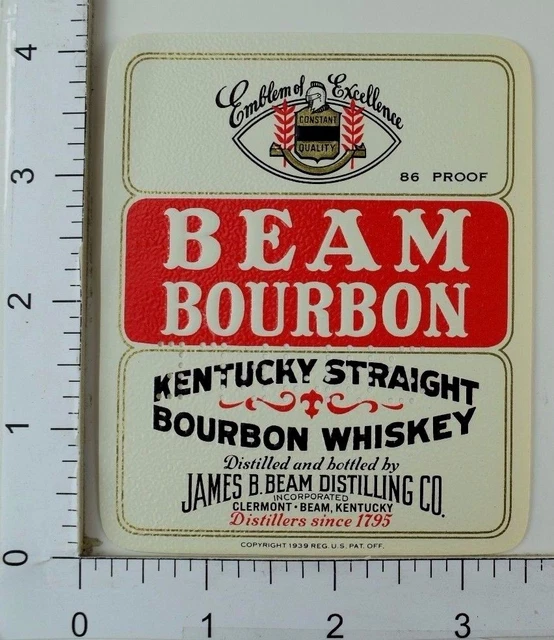 Emblem of Excellence
CONSTANT
QUALITY
86 PROOF
BEAM
BOURBON
KENTUCKY STRAIGHT
BOURBON WHISKEY
Distilled and bottled by
JAMES B. BEAM DISTILLING CO.
INCORPORATED
CLERMONT • BEAM, KENTUCKY
Distillers since 1795
COPYRIGHT 1939 REG. U.S. PAT. OFF.
4
3
2
1
0
0 1 2 3